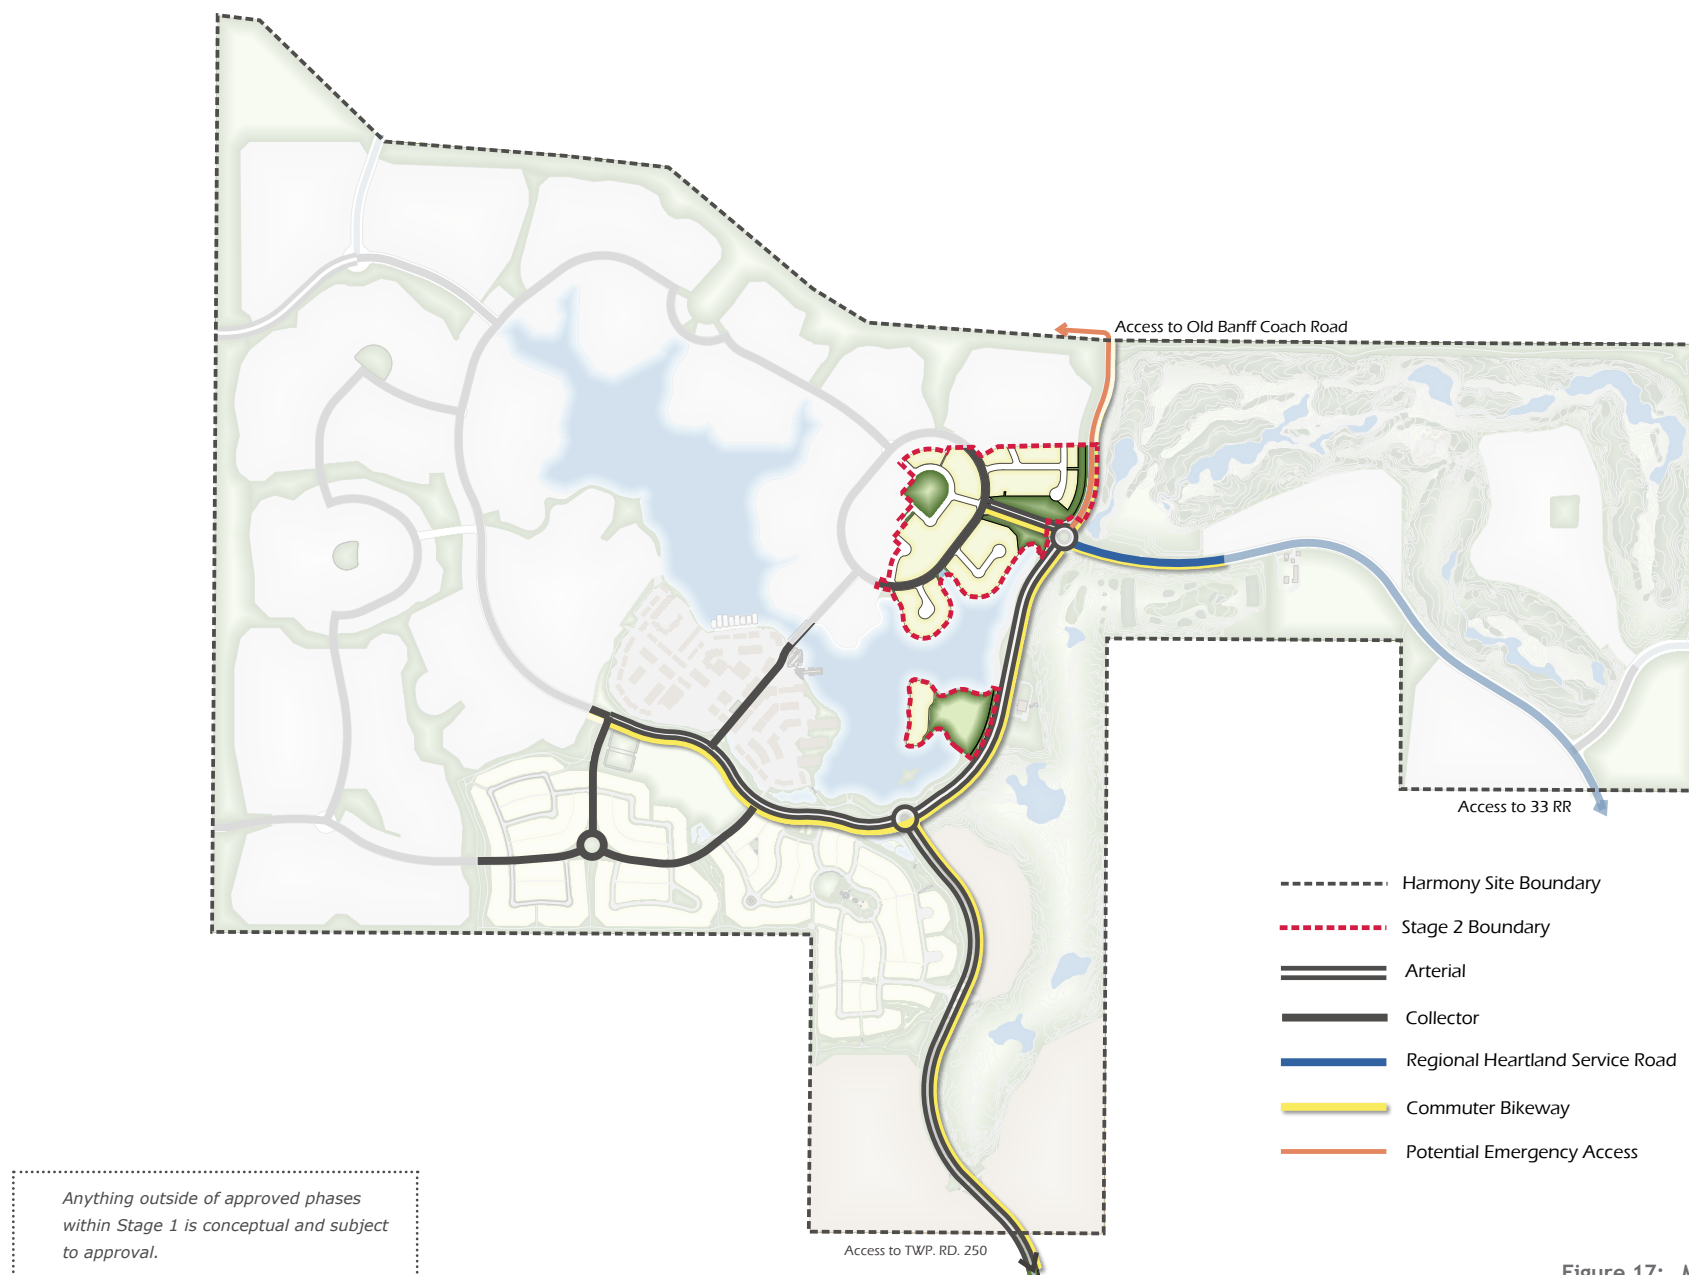 Access to Old Banff Coach Road
Access to 33 RR
Harmony Site Boundary
Stage 2 Boundary
Arterial
Collector
Regional Heartland Service Road
Commuter Bikeway
Potential Emergency Access
Anything outside of approved phases
within Stage 1 is conceptual and subject
to approval.
Access to TWP. RD. 250
Figure 17: